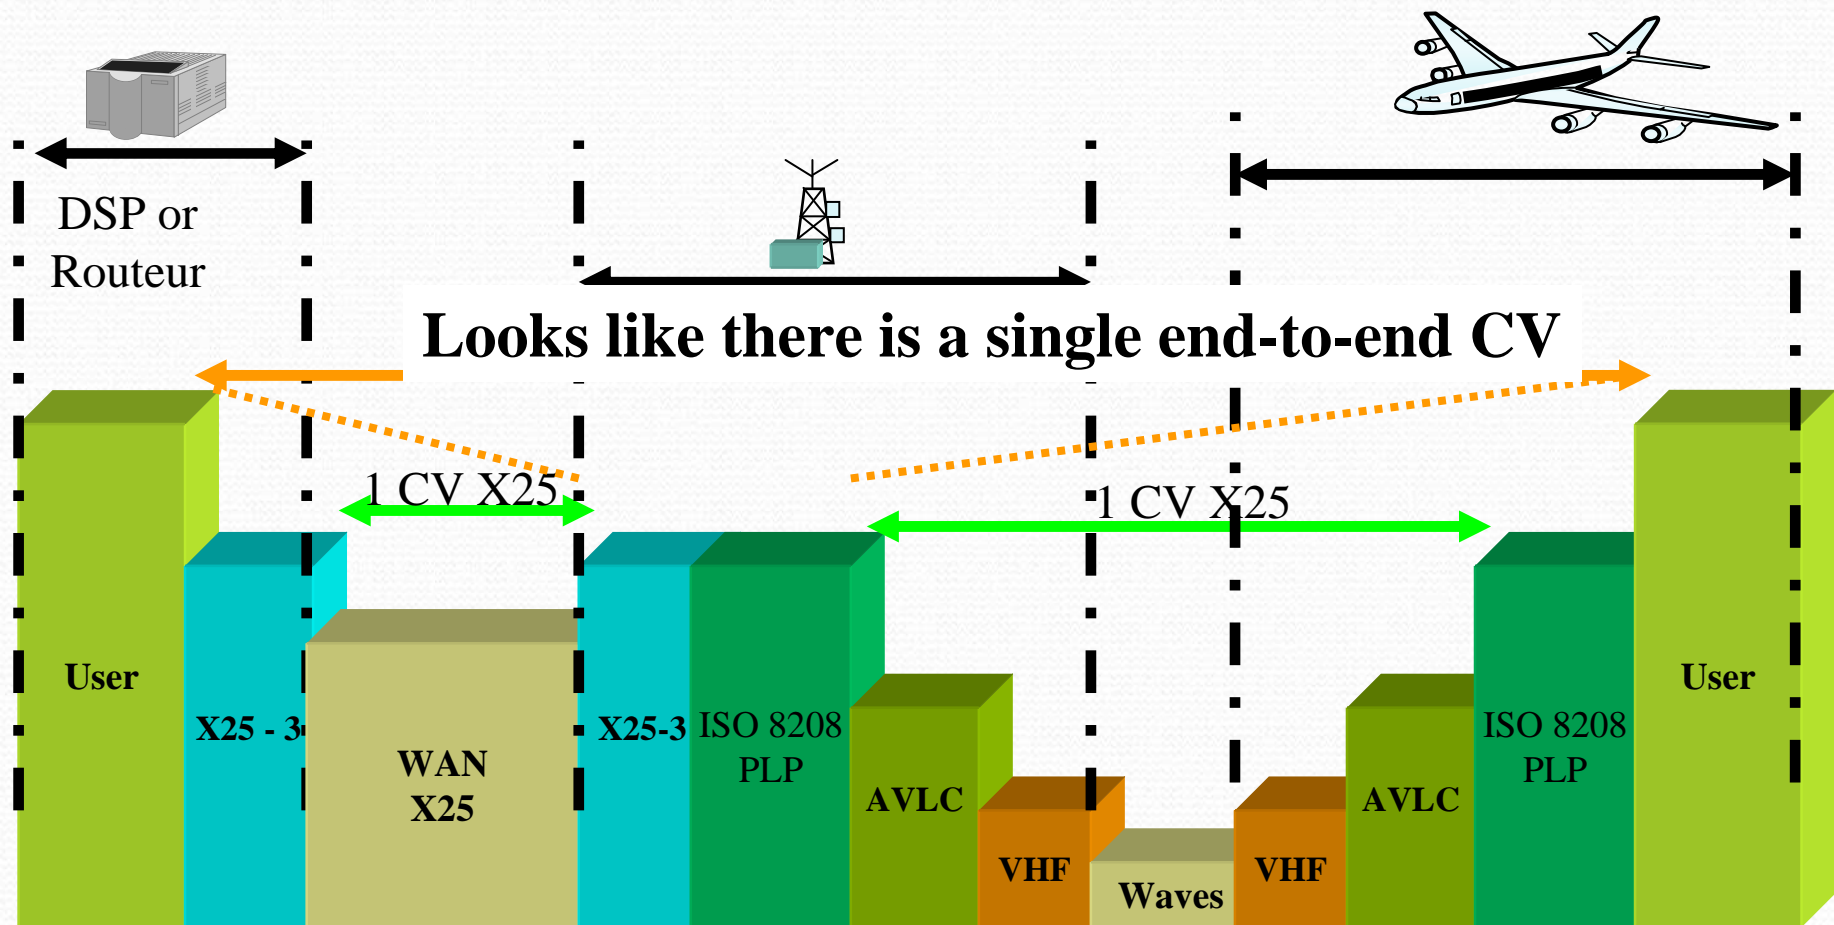 DSP or
Routeur
Looks like there is a single end-to-end CV
1 CV X25
1 CV X25
User
X25 - 3
WAN
X25
X25-3
ISO 8208
PLP
AVLC
VHF
Waves
VHF
AVLC
ISO 8208
PLP
User